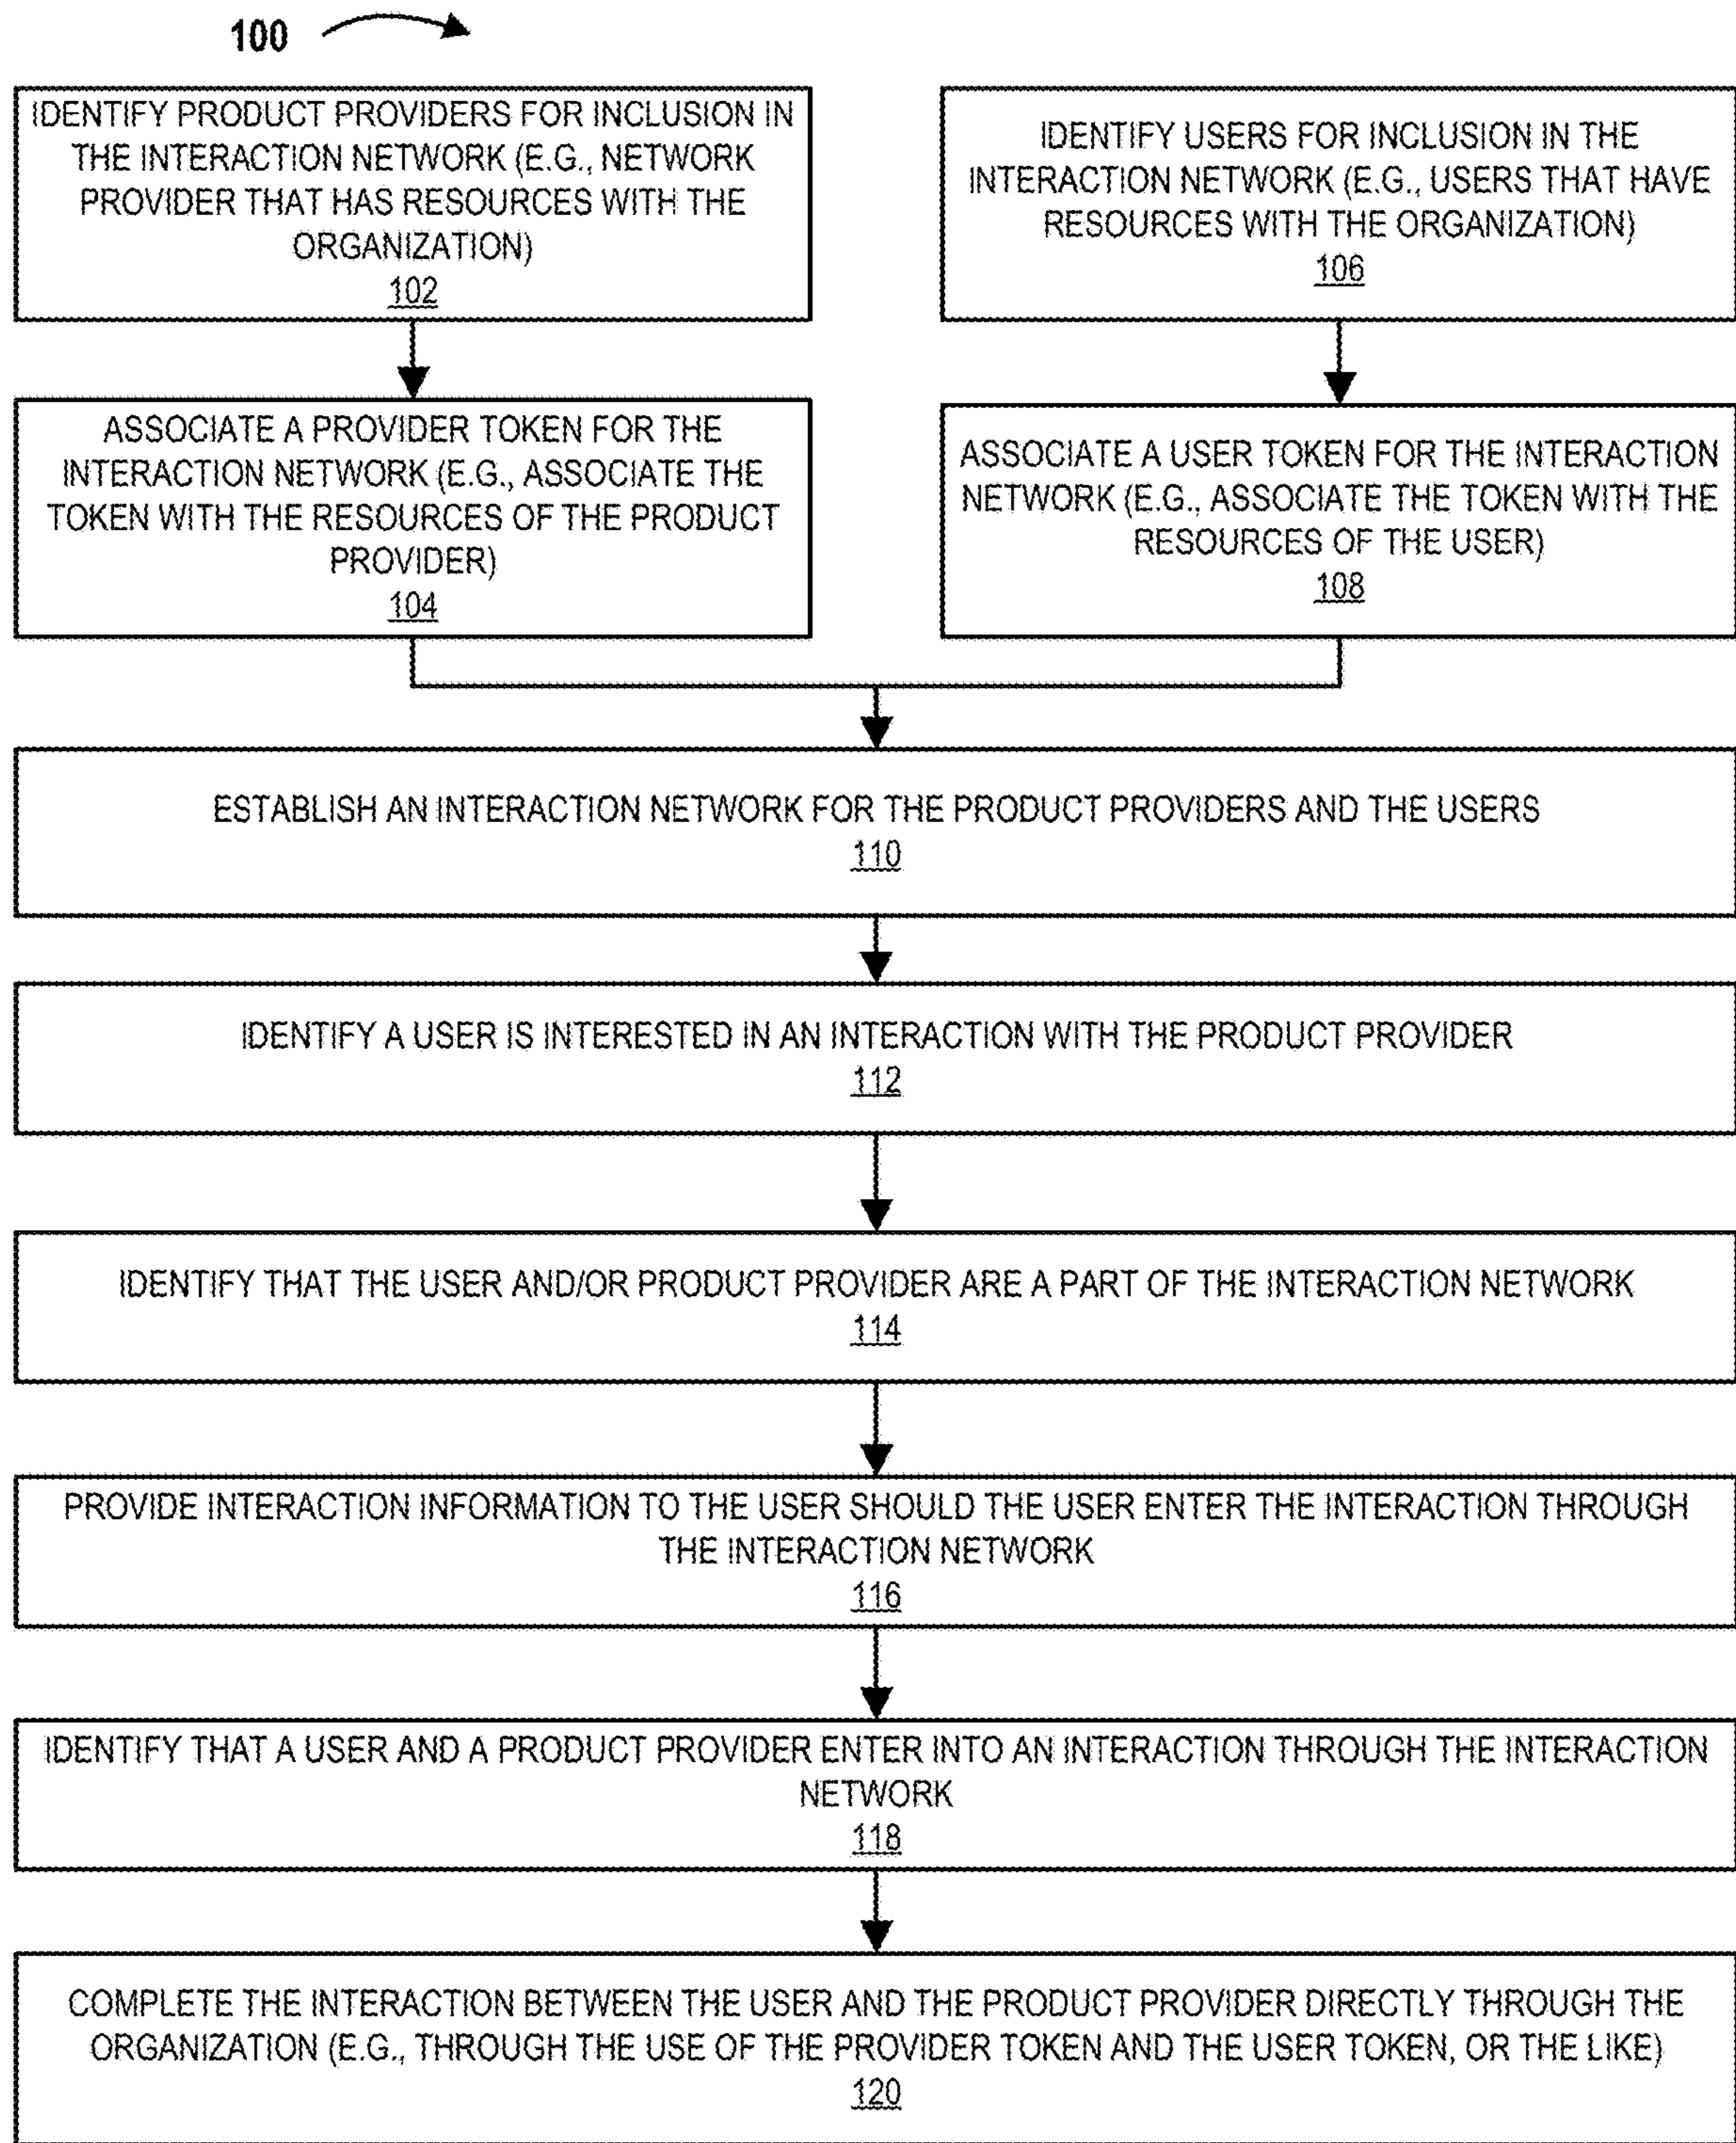 100
IDENTIFY PRODUCT PROVIDERS FOR INCLUSION IN
THE INTERACTION NETWORK (E.G., NETWORK
PROVIDER THAT HAS RESOURCES WITH THE
ORGANIZATION)
102
IDENTIFY USERS FOR INCLUSION IN THE
INTERACTION NETWORK (E.G., USERS THAT HAVE
RESOURCES WITH THE ORGANIZATION)
106
ASSOCIATE A PROVIDER TOKEN FOR THE
INTERACTION NETWORK (E.G., ASSOCIATE THE
TOKEN WITH THE RESOURCES OF THE PRODUCT
PROVIDER)
104
ASSOCIATE A USER TOKEN FOR THE INTERACTION
NETWORK (E.G., ASSOCIATE THE TOKEN WITH THE
RESOURCES OF THE USER)
108
ESTABLISH AN INTERACTION NETWORK FOR THE PRODUCT PROVIDERS AND THE USERS
110
IDENTIFY A USER IS INTERESTED IN AN INTERACTION WITH THE PRODUCT PROVIDER
112
IDENTIFY THAT THE USER AND/OR PRODUCT PROVIDER ARE A PART OF THE INTERACTION NETWORK
114
PROVIDE INTERACTION INFORMATION TO THE USER SHOULD THE USER ENTER THE INTERACTION THROUGH
THE INTERACTION NETWORK
116
IDENTIFY THAT A USER AND A PRODUCT PROVIDER ENTER INTO AN INTERACTION THROUGH THE INTERACTION
NETWORK
118
COMPLETE THE INTERACTION BETWEEN THE USER AND THE PRODUCT PROVIDER DIRECTLY THROUGH THE
ORGANIZATION (E.G., THROUGH THE USE OF THE PROVIDER TOKEN AND THE USER TOKEN, OR THE LIKE)
120